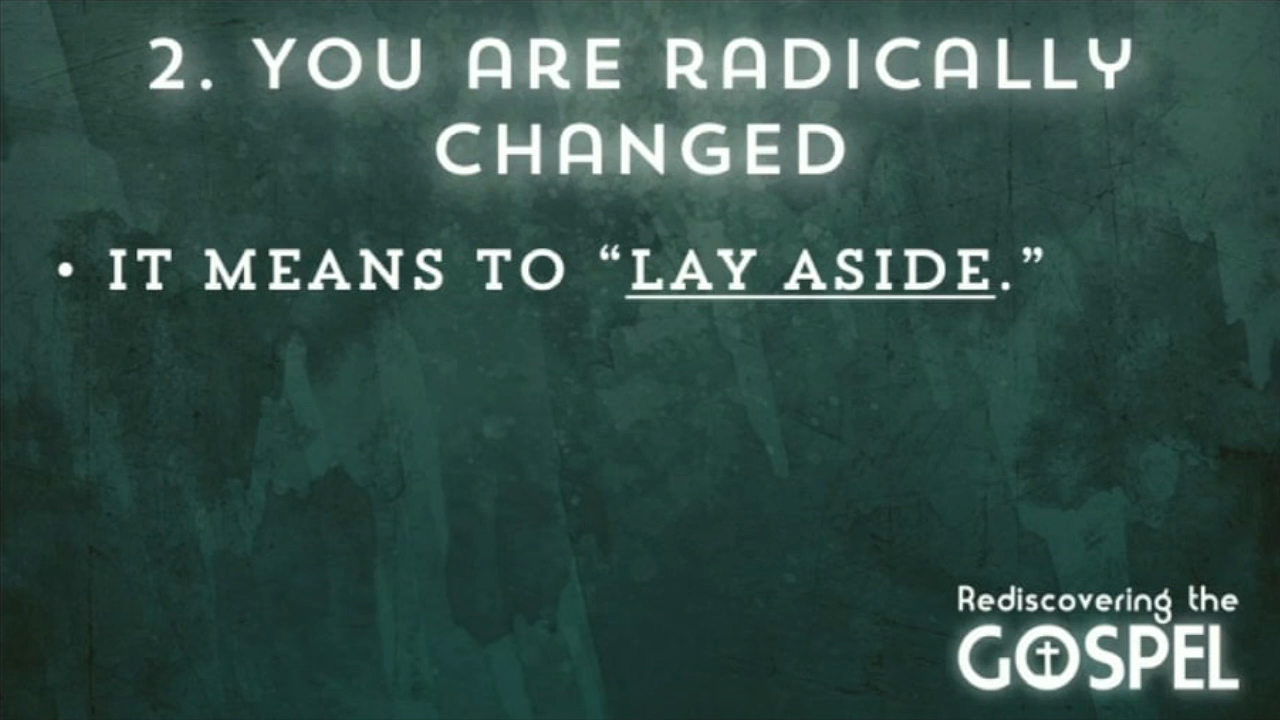 2. YOU ARE RADICALLY
CHANGED
• IT MEANS TO “LAY ASIDE.”
Rediscovering the
GOSPEL